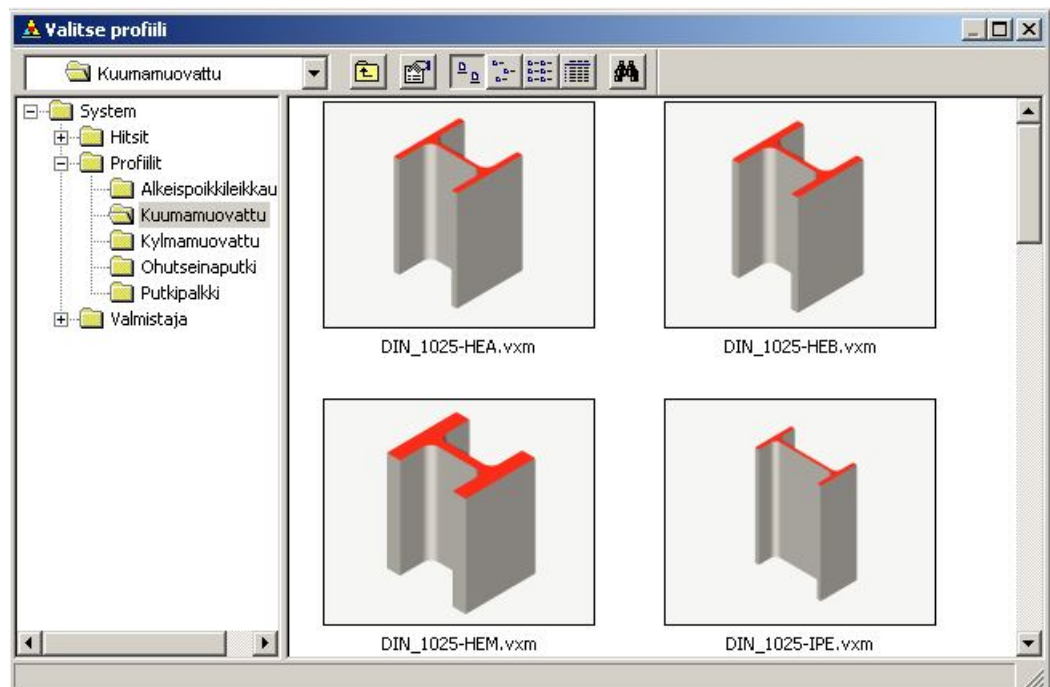 Valitse profiili
Kuumamuovattu
System
Hitsit
Profiilit
Alkeispoikkileikkau
Kuumamuovattu
Kylmamuovattu
Ohutseinaputki
Putkipalkki
Valmistaja
DIN_1025-HEA.vxm
DIN_1025-HEB.vxm
DIN_1025-HEM.vxm
DIN_1025-IPE.vxm